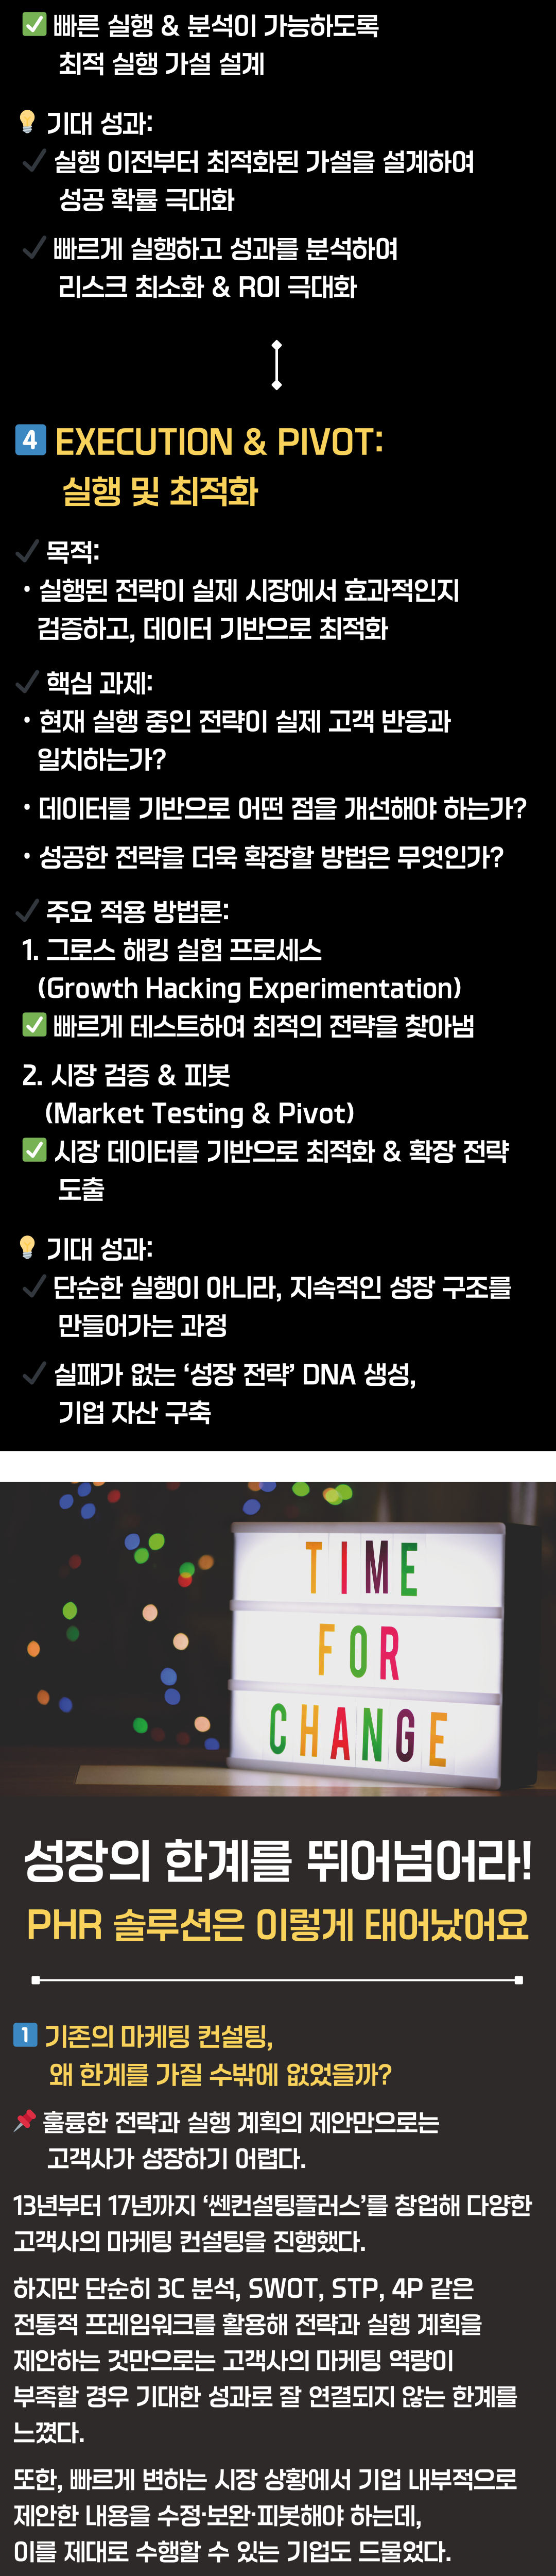 ✅ 빠른 실행 & 분석이 가능하도록
최적 실행 가설 설계
💡 기대 성과:
✔ 실행 이전부터 최적화된 가설을 설계하여
성공 확률 극대화
✔ 빠르게 실행하고 성과를 분석하여
리스크 최소화 & ROI 극대화
4️⃣ EXECUTION & PIVOT:
실행 및 최적화
✔ 목적:
• 실행된 전략이 실제 시장에서 효과적인지
검증하고, 데이터 기반으로 최적화
✔ 핵심 과제:
• 현재 실행 중인 전략이 실제 고객 반응과
일치하는가?
• 데이터를 기반으로 어떤 점을 개선해야 하는가?
• 성공한 전략을 더욱 확장할 방법은 무엇인가?
✔ 주요 적용 방법론:
1. 그로스 해킹 실험 프로세스
(Growth Hacking Experimentation)
✅ 빠르게 테스트하여 최적의 전략을 찾아냄
2. 시장 검증 & 피봇
(Market Testing & Pivot)
✅ 시장 데이터를 기반으로 최적화 & 확장 전략
도출
💡 기대 성과:
✔ 단순한 실행이 아니라, 지속적인 성장 구조를
만들어가는 과정
✔ 실패가 없는 ‘성장 전략’ DNA 생성,
기업 자산 구축
TIME
FOR
CHANGE
성장의 한계를 뛰어넘어라!
PHR 솔루션은 이렇게 태어났어요
1️⃣ 기존의 마케팅 컨설팅,
왜 한계를 가질 수밖에 없었을까?
📌 훌륭한 전략과 실행 계획의 제안만으로는
고객사가 성장하기 어렵다.
13년부터 17년까지 ‘쎈컨설팅플러스’를 창업해 다양한
고객사의 마케팅 컨설팅을 진행했다.
하지만 단순히 3C 분석, SWOT, STP, 4P 같은
전통적 프레임워크를 활용해 전략과 실행 계획을
제안하는 것만으로는 고객사의 마케팅 역량이
부족할 경우 기대한 성과로 잘 연결되지 않는 한계를
느꼈다.
또한, 빠르게 변하는 시장 상황에서 기업 내부적으로
제안한 내용을 수정·보완·피봇해야 하는데,
이를 제대로 수행할 수 있는 기업도 드물었다.